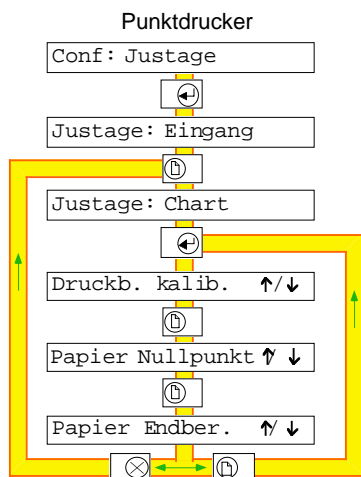 Punktdrucker
Conf: Justage
Justage: Eingang
Justage: Chart
Druckb. kalib. ↑/↓
Papier Nullpunkt ↑/↓
Papier Endber. ↑/↓